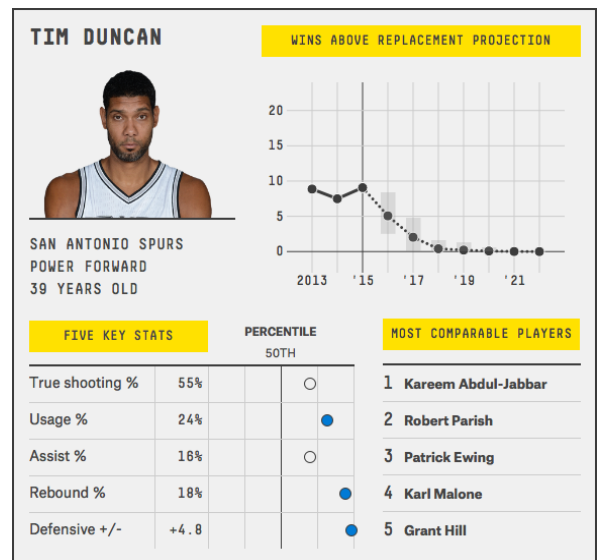 TIM DUNCAN
WINS ABOVE REPLACEMENT PROJECTION
20
15
10
5
0
2013 '15 '17 '19 '21
SAN ANTONIO SPURS
POWER FORWARD
39 YEARS OLD
FIVE KEY STATS
PERCENTILE
50TH
True shooting % 55%
Usage % 24%
Assist % 16%
Rebound % 18%
Defensive +/- +4.8
MOST COMPARABLE PLAYERS
1 Kareem Abdul-Jabbar
2 Robert Parish
3 Patrick Ewing
4 Karl Malone
5 Grant Hill